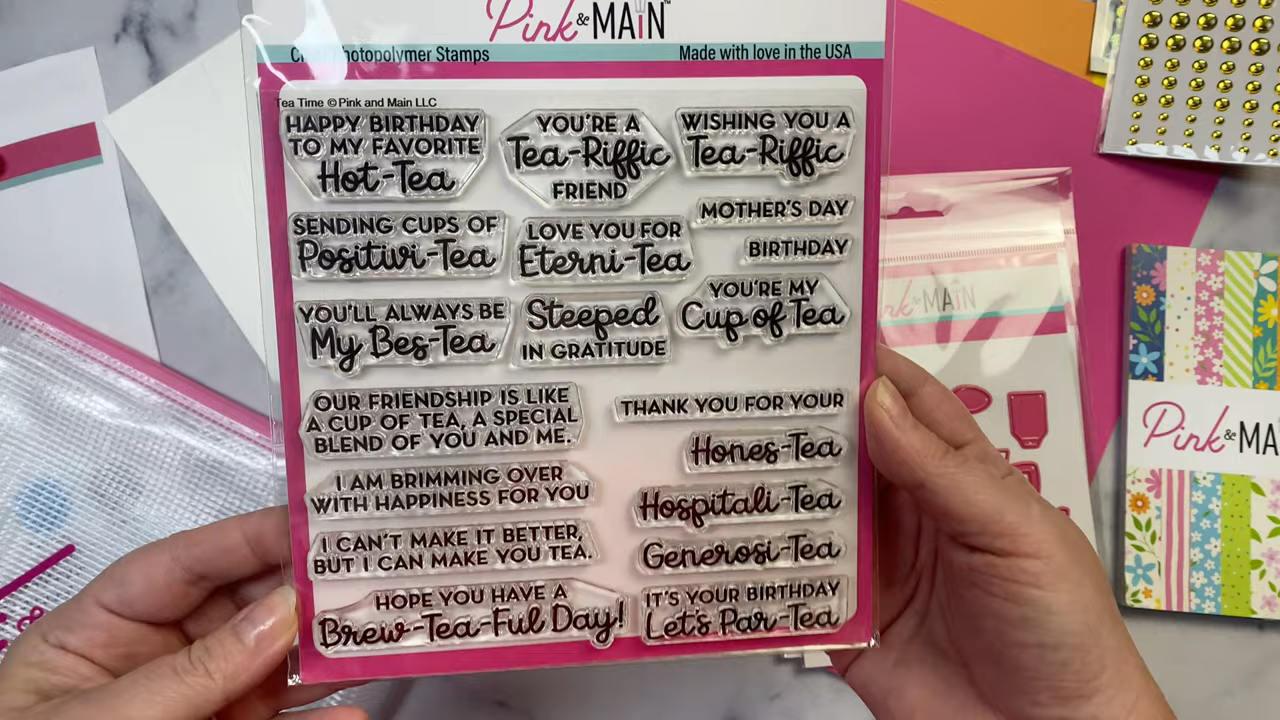 Pink & MAIN™
Clear Photopolymer Stamps
Made with love in the USA
Tea Time © Pink and Main LLC
HAPPY BIRTHDAY
TO MY FAVORITE
Hot-Tea
YOU'RE A
Tea-Riffic
FRIEND
WISHING YOU A
Tea-Riffic
MOTHER'S DAY
BIRTHDAY
SENDING CUPS OF
Positivi-Tea
LOVE YOU FOR
Eterni-Tea
YOU'RE MY
Cup of Tea
YOU'LL ALWAYS BE
My Bes-Tea
Steeped
IN GRATITUDE
OUR FRIENDSHIP IS LIKE
A CUP OF TEA, A SPECIAL
BLEND OF YOU AND ME.
THANK YOU FOR YOUR
Hones-Tea
I AM BRIMMING OVER
WITH HAPPINESS FOR YOU
Hospitali-Tea
I CAN'T MAKE IT BETTER,
BUT I CAN MAKE YOU TEA.
Generosi-Tea
HOPE YOU HAVE A
Brew-Tea-Ful Day!
IT'S YOUR BIRTHDAY
Let's Par-Tea
MAIN
Pink &